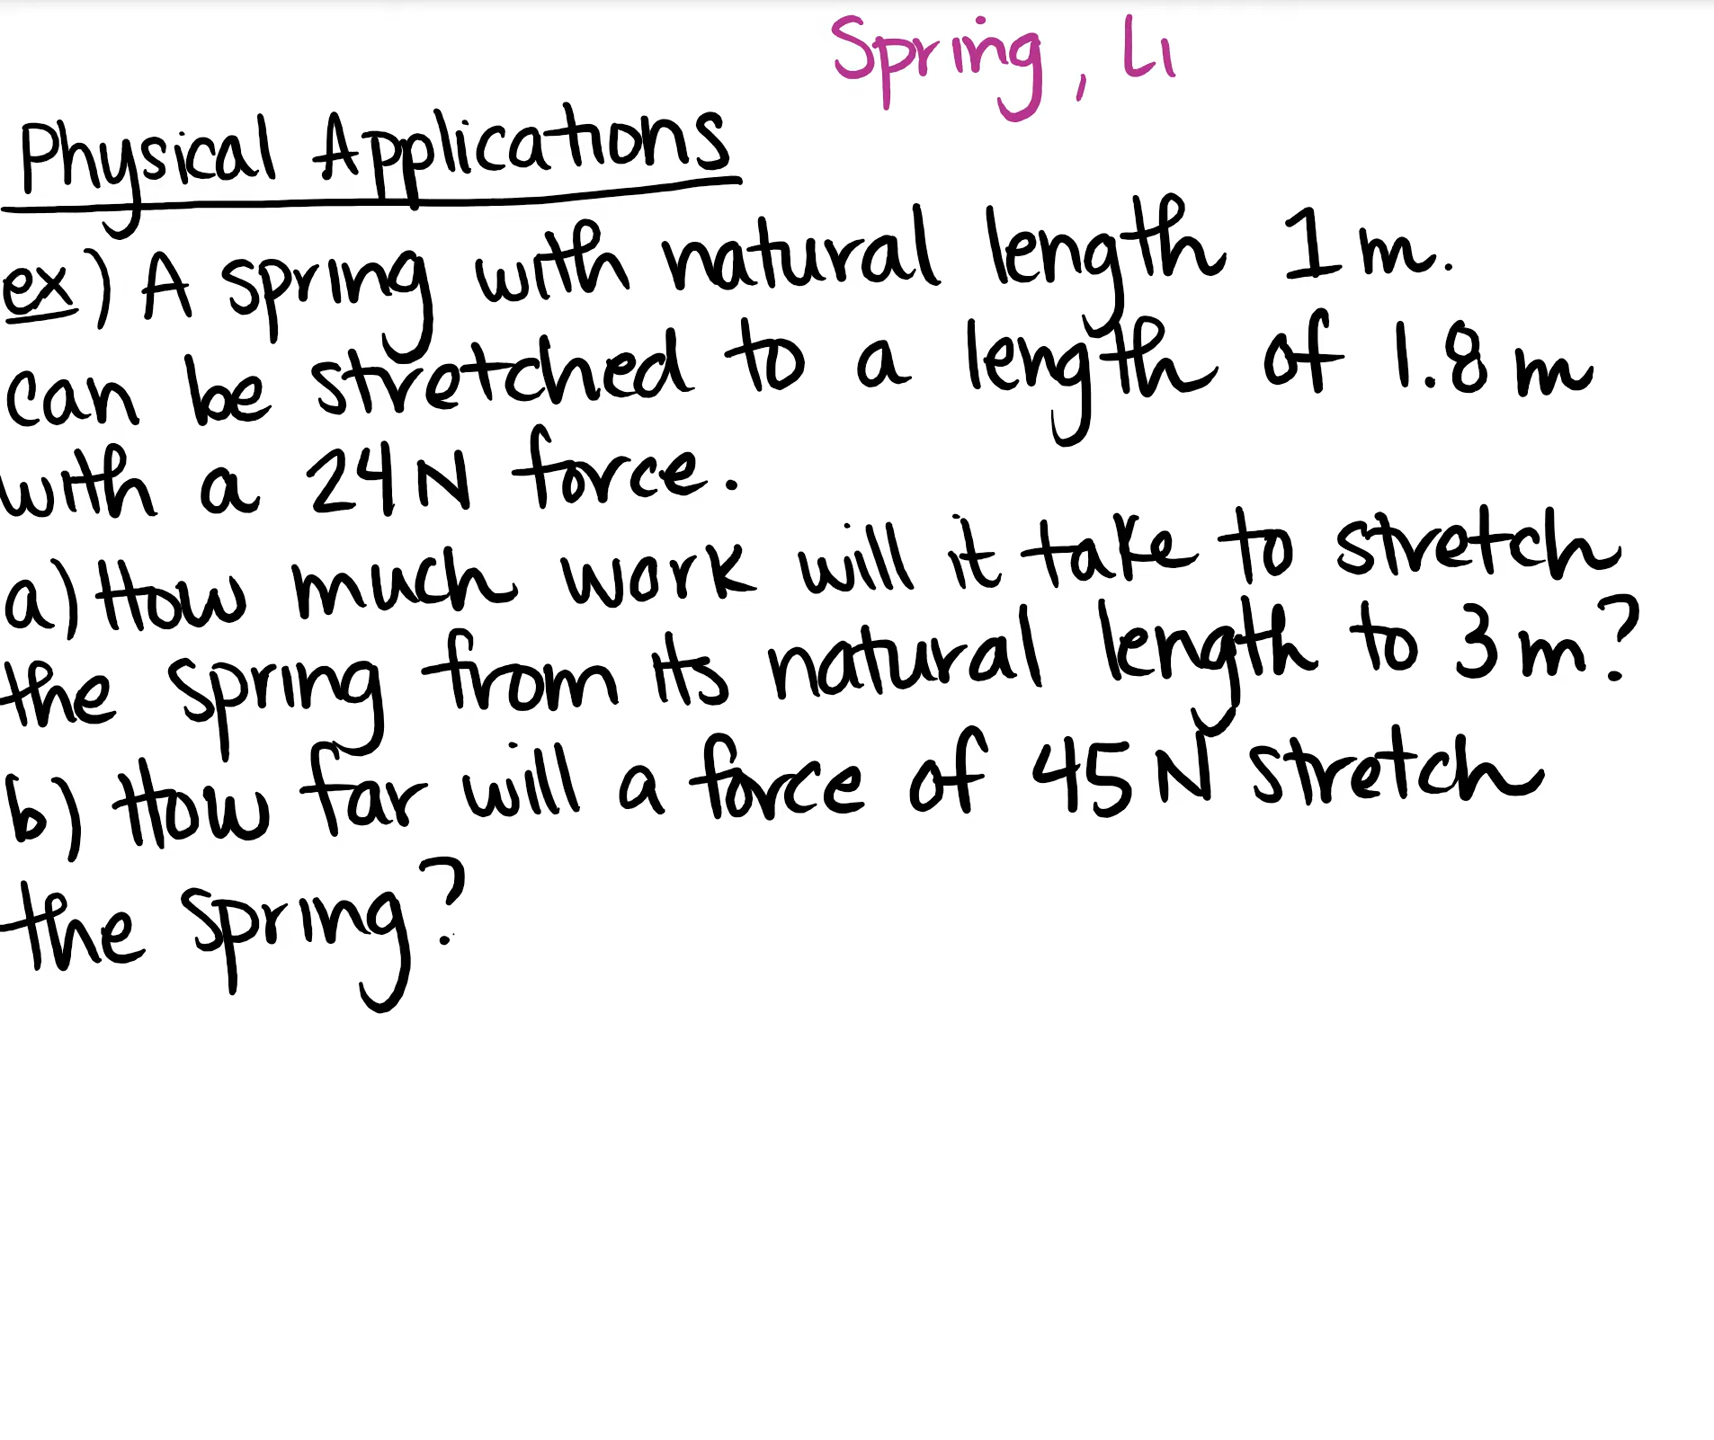 Spring, Li
Physical Applications
ex) A spring with natural length 1 m.
can be stretched to a length of 1.8 m
with a 24 N force.
a) How much work will it take to stretch
the spring from its natural length to 3 m?
b) How far will a force of 45 N stretch
the spring?